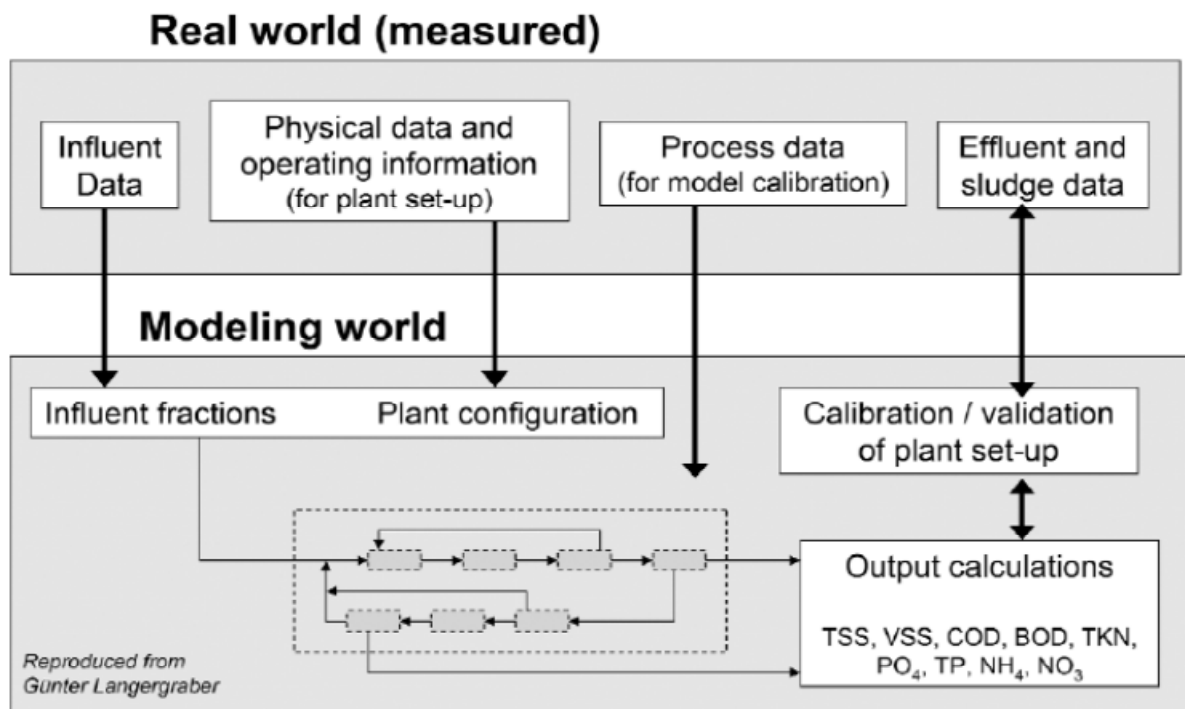 Real world (measured)
Influent
Data
Physical data and
operating information
(for plant set-up)
Process data
(for model calibration)
Effluent and
sludge data
Modeling world
Influent fractions
Plant configuration
Calibration / validation
of plant set-up
Output calculations
TSS, VSS, COD, BOD, TKN,
PO₄, TP, NH₄, NO₃
Reproduced from
Günter Langergraber